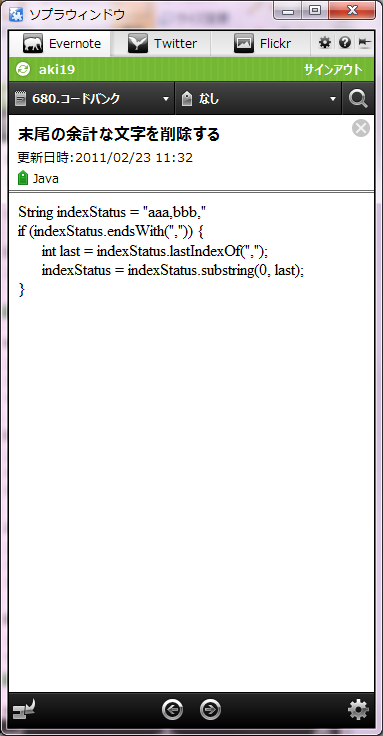 ソプラウィンドウ
Evernote Twitter Flickr
aki19 サインアウト
680.コードバンク なし
末尾の余計な文字を削除する
更新日時:2011/02/23 11:32
Java
String indexStatus = "aaa,bbb,"
if (indexStatus.endsWith(",")) {
int last = indexStatus.lastIndexOf(",");
indexStatus = indexStatus.substring(0, last);
}